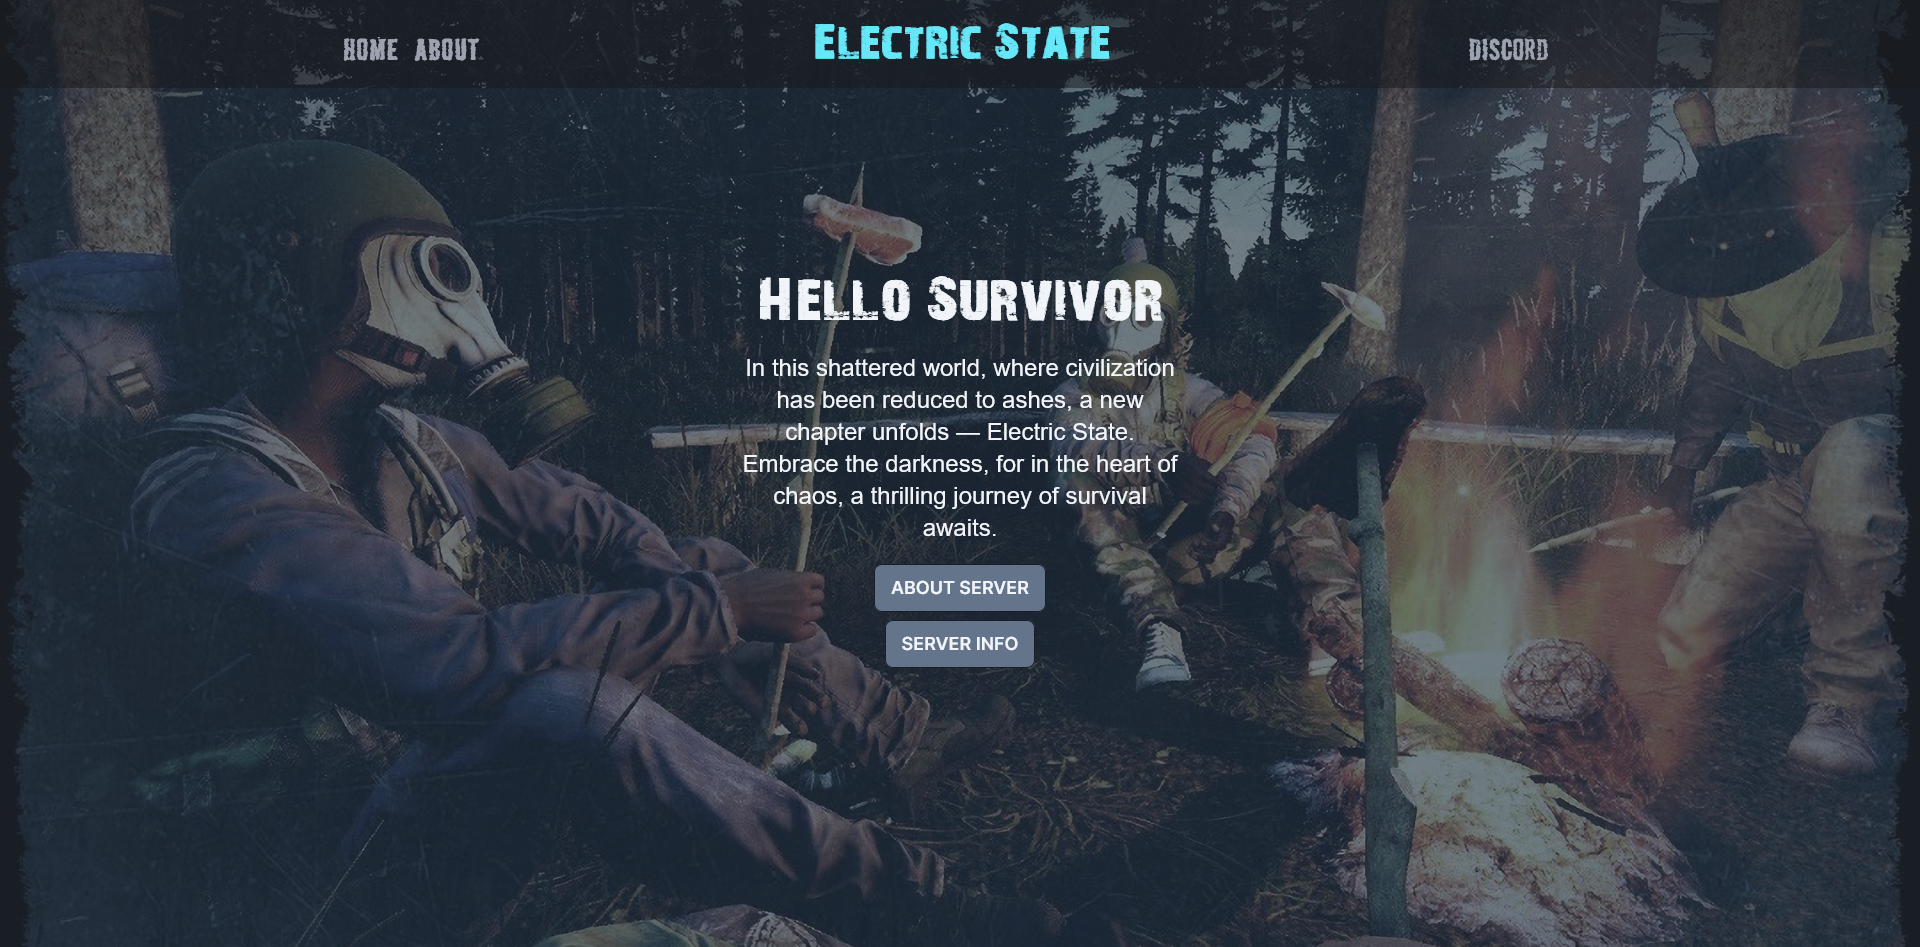 HOME ABOUT
ELECTRIC STATE
DISCORD
HELLO SURVIVOR
In this shattered world, where civilization
has been reduced to ashes, a new
chapter unfolds — Electric State.
Embrace the darkness, for in the heart of
chaos, a thrilling journey of survival
awaits.
ABOUT SERVER
SERVER INFO